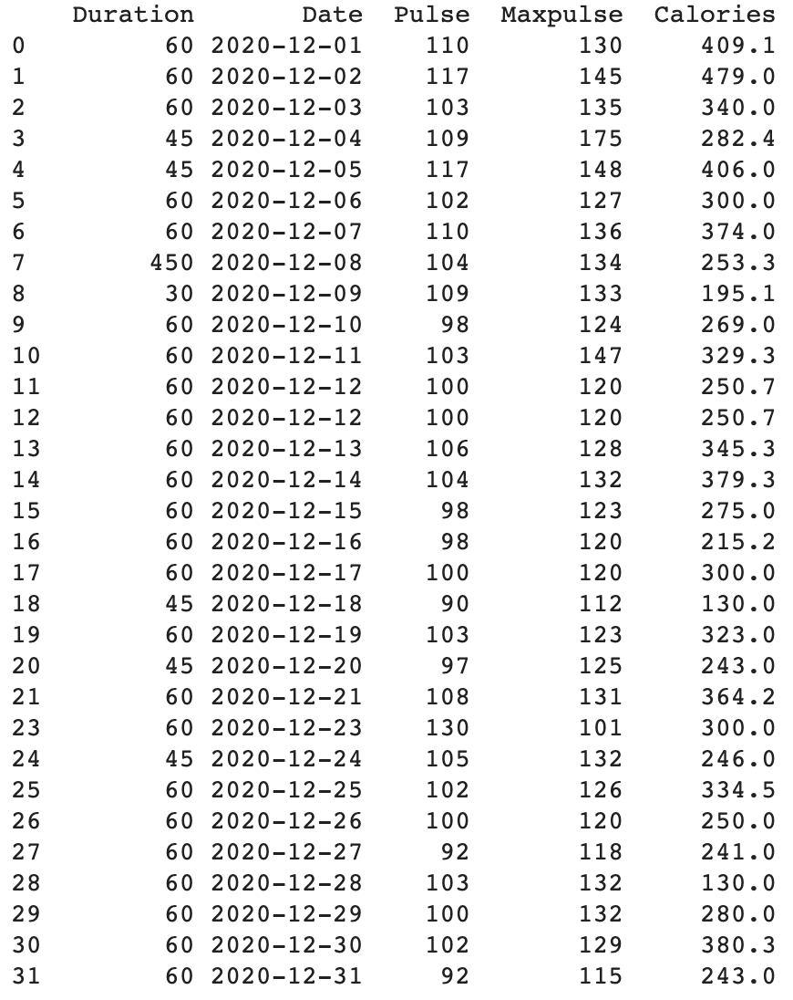 Duration Date Pulse Maxpulse Calories
0 60 2020-12-01 110 130 409.1
1 60 2020-12-02 117 145 479.0
2 60 2020-12-03 103 135 340.0
3 45 2020-12-04 109 175 282.4
4 45 2020-12-05 117 148 406.0
5 60 2020-12-06 102 127 300.0
6 60 2020-12-07 110 136 374.0
7 450 2020-12-08 104 134 253.3
8 30 2020-12-09 109 133 195.1
9 60 2020-12-10 98 124 269.0
10 60 2020-12-11 103 147 329.3
11 60 2020-12-12 100 120 250.7
12 60 2020-12-12 100 120 250.7
13 60 2020-12-13 106 128 345.3
14 60 2020-12-14 104 132 379.3
15 60 2020-12-15 98 123 275.0
16 60 2020-12-16 98 120 215.2
17 60 2020-12-17 100 120 300.0
18 45 2020-12-18 90 112 130.0
19 60 2020-12-19 103 123 323.0
20 45 2020-12-20 97 125 243.0
21 60 2020-12-21 108 131 364.2
23 60 2020-12-23 130 101 300.0
24 45 2020-12-24 105 132 246.0
25 60 2020-12-25 102 126 334.5
26 60 2020-12-26 100 120 250.0
27 60 2020-12-27 92 118 241.0
28 60 2020-12-28 103 132 130.0
29 60 2020-12-29 100 132 280.0
30 60 2020-12-30 102 129 380.3
31 60 2020-12-31 92 115 243.0